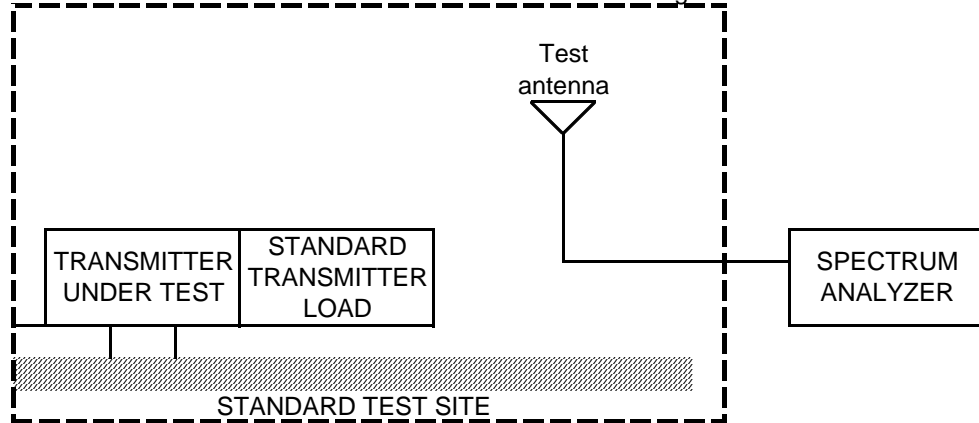 Test
antenna
TRANSMITTER
UNDER TEST
STANDARD
TRANSMITTER
LOAD
SPECTRUM
ANALYZER
STANDARD TEST SITE